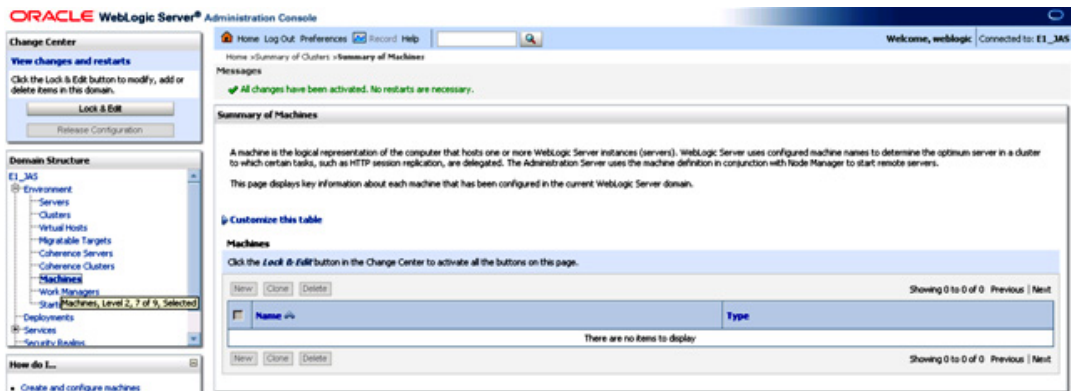 ORACLE WebLogic Server® Administration Console
Change Center
View changes and restarts
Click the Lock & Edit button to modify, add or
delete items in this domain.
Lock & Edit
Release Configuration
Domain Structure
E1_JAS
Environment
Servers
Clusters
Virtual Hosts
Migratable Targets
Coherence Servers
Coherence Clusters
Machines
Work Managers
Start
Machines, Level 2, 7 of 9, Selected
Deployments
Services
Security Realms
How do I...
Create and configure machines
Home Log Out Preferences Record Help
Welcome, weblogic Connected to: E1_JAS
Home >Summary of Clusters >Summary of Machines
Messages
All changes have been activated. No restarts are necessary.
Summary of Machines
A machine is the logical representation of the computer that hosts one or more WebLogic Server instances (servers). WebLogic Server uses configured machine names to determine the optimum server in a cluster
to which certain tasks, such as HTTP session replication, are delegated. The Administration Server uses the machine definition in conjunction with Node Manager to start remote servers.
This page displays key information about each machine that has been configured in the current WebLogic Server domain.
Customize this table
Machines
Click the Lock & Edit button in the Change Center to activate all the buttons on this page.
New Clone Delete Showing 0 to 0 of 0 Previous | Next
Name Type
There are no items to display
New Clone Delete Showing 0 to 0 of 0 Previous | Next